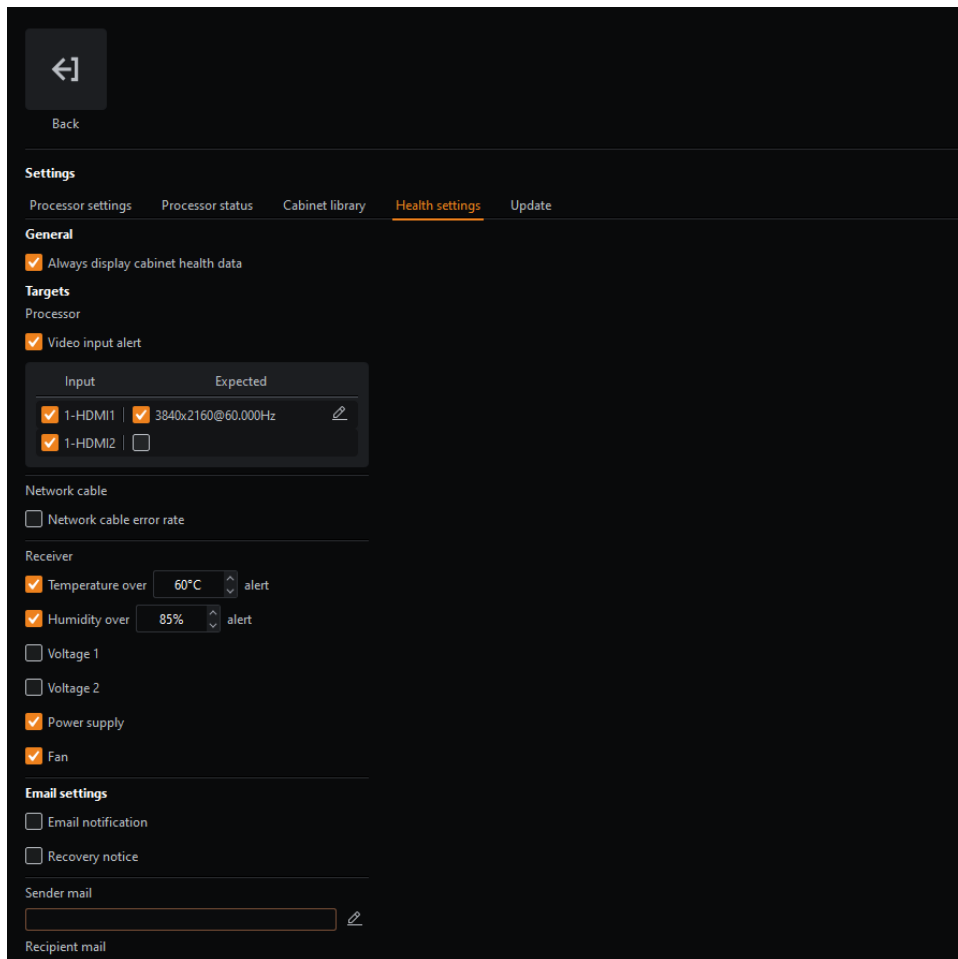 Back
Settings
Processor settings Processor status Cabinet library Health settings Update
General
Always display cabinet health data
Targets
Processor
Video input alert
Input Expected
1-HDMI1 3840x2160@60.000Hz
1-HDMI2
Network cable
Network cable error rate
Receiver
Temperature over 60°C alert
Humidity over 85% alert
Voltage 1
Voltage 2
Power supply
Fan
Email settings
Email notification
Recovery notice
Sender mail
Recipient mail